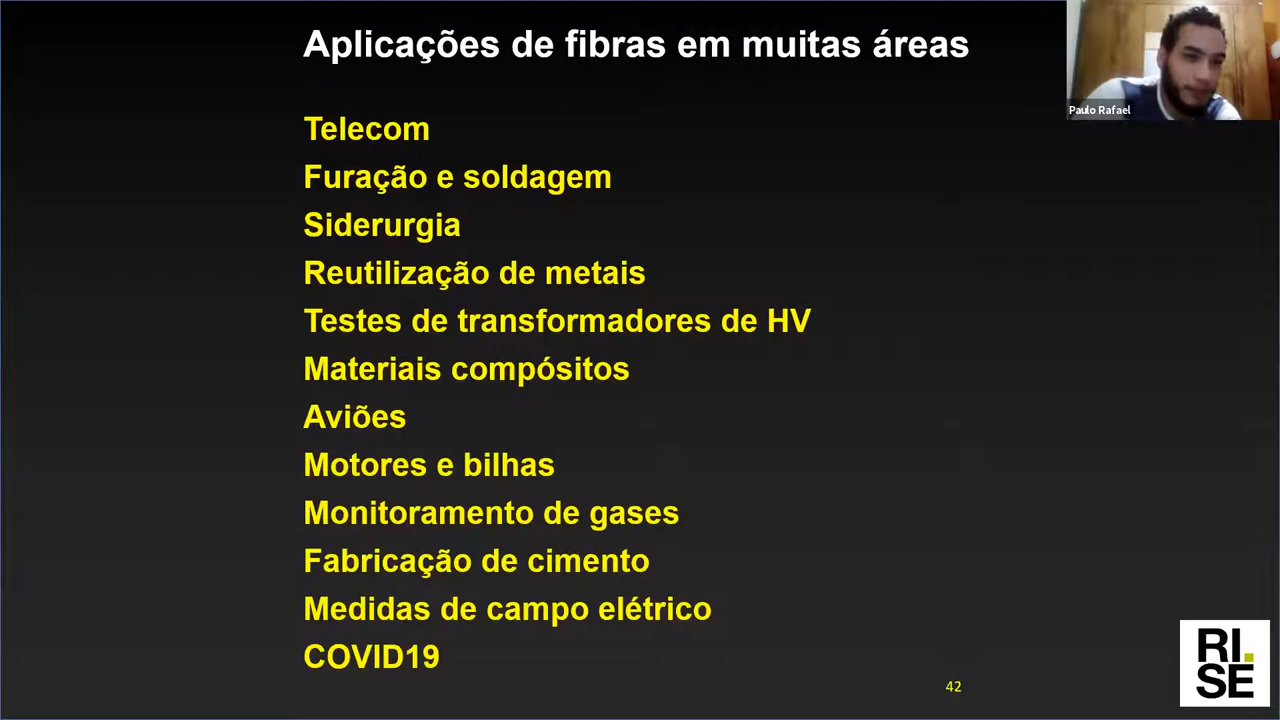 Aplicações de fibras em muitas áreas
Paulo Rafael
Telecom
Furação e soldagem
Siderurgia
Reutilização de metais
Testes de transformadores de HV
Materiais compósitos
Aviões
Motores e bilhas
Monitoramento de gases
Fabricação de cimento
Medidas de campo elétrico
COVID19
42
RI.
SE